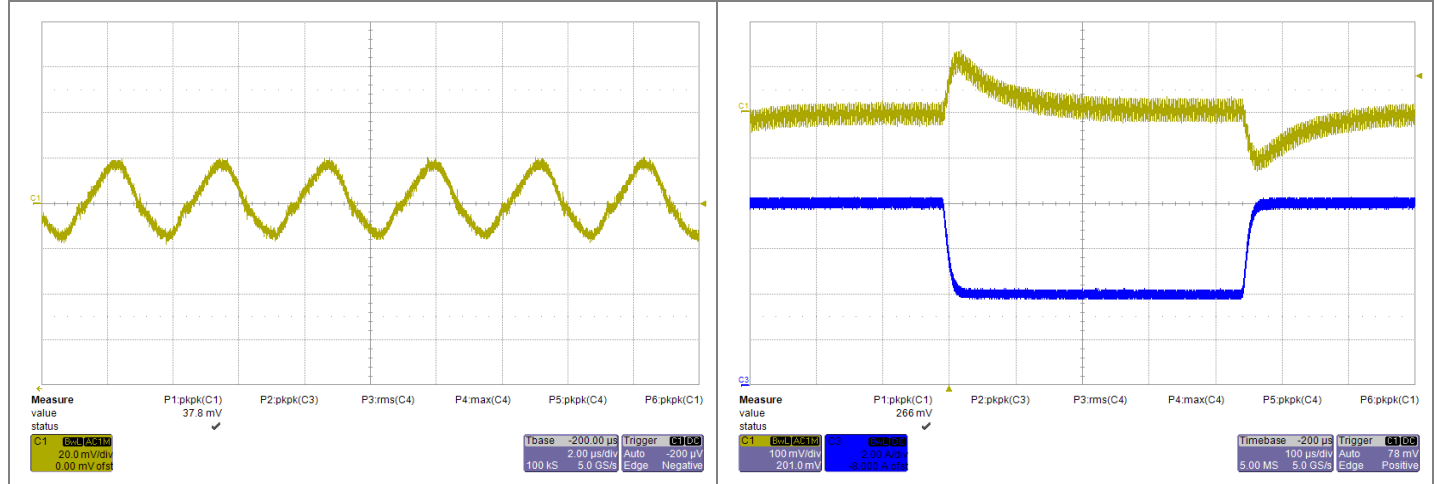 C1
Measure P1:pkpk(C1) P2:pkpk(C3) P3:rms(C4) P4:max(C4) P5:pkpk(C4) P6:pkpk(C1)
value 37.8 mV
status ✓
C1 BwL AC1M
20.0 mV/div
0.00 mV ofst
Tbase -200.00 µs
2.00 µs/div
100 kS 5.0 GS/s
Trigger C1 DC
Auto -200 µV
Edge Negative
C1
C3
Measure P1:pkpk(C1) P2:pkpk(C3) P3:rms(C4) P4:max(C4) P5:pkpk(C4) P6:pkpk(C1)
value 266 mV
status ✓
C1 BwL AC1M
100 mV/div
201.0 mV
C3
2.00 A/div
ofst
Timebase -200 µs
100 µs/div
5.00 MS 5.0 GS/s
Trigger C1 DC
Auto 78 mV
Edge Positive